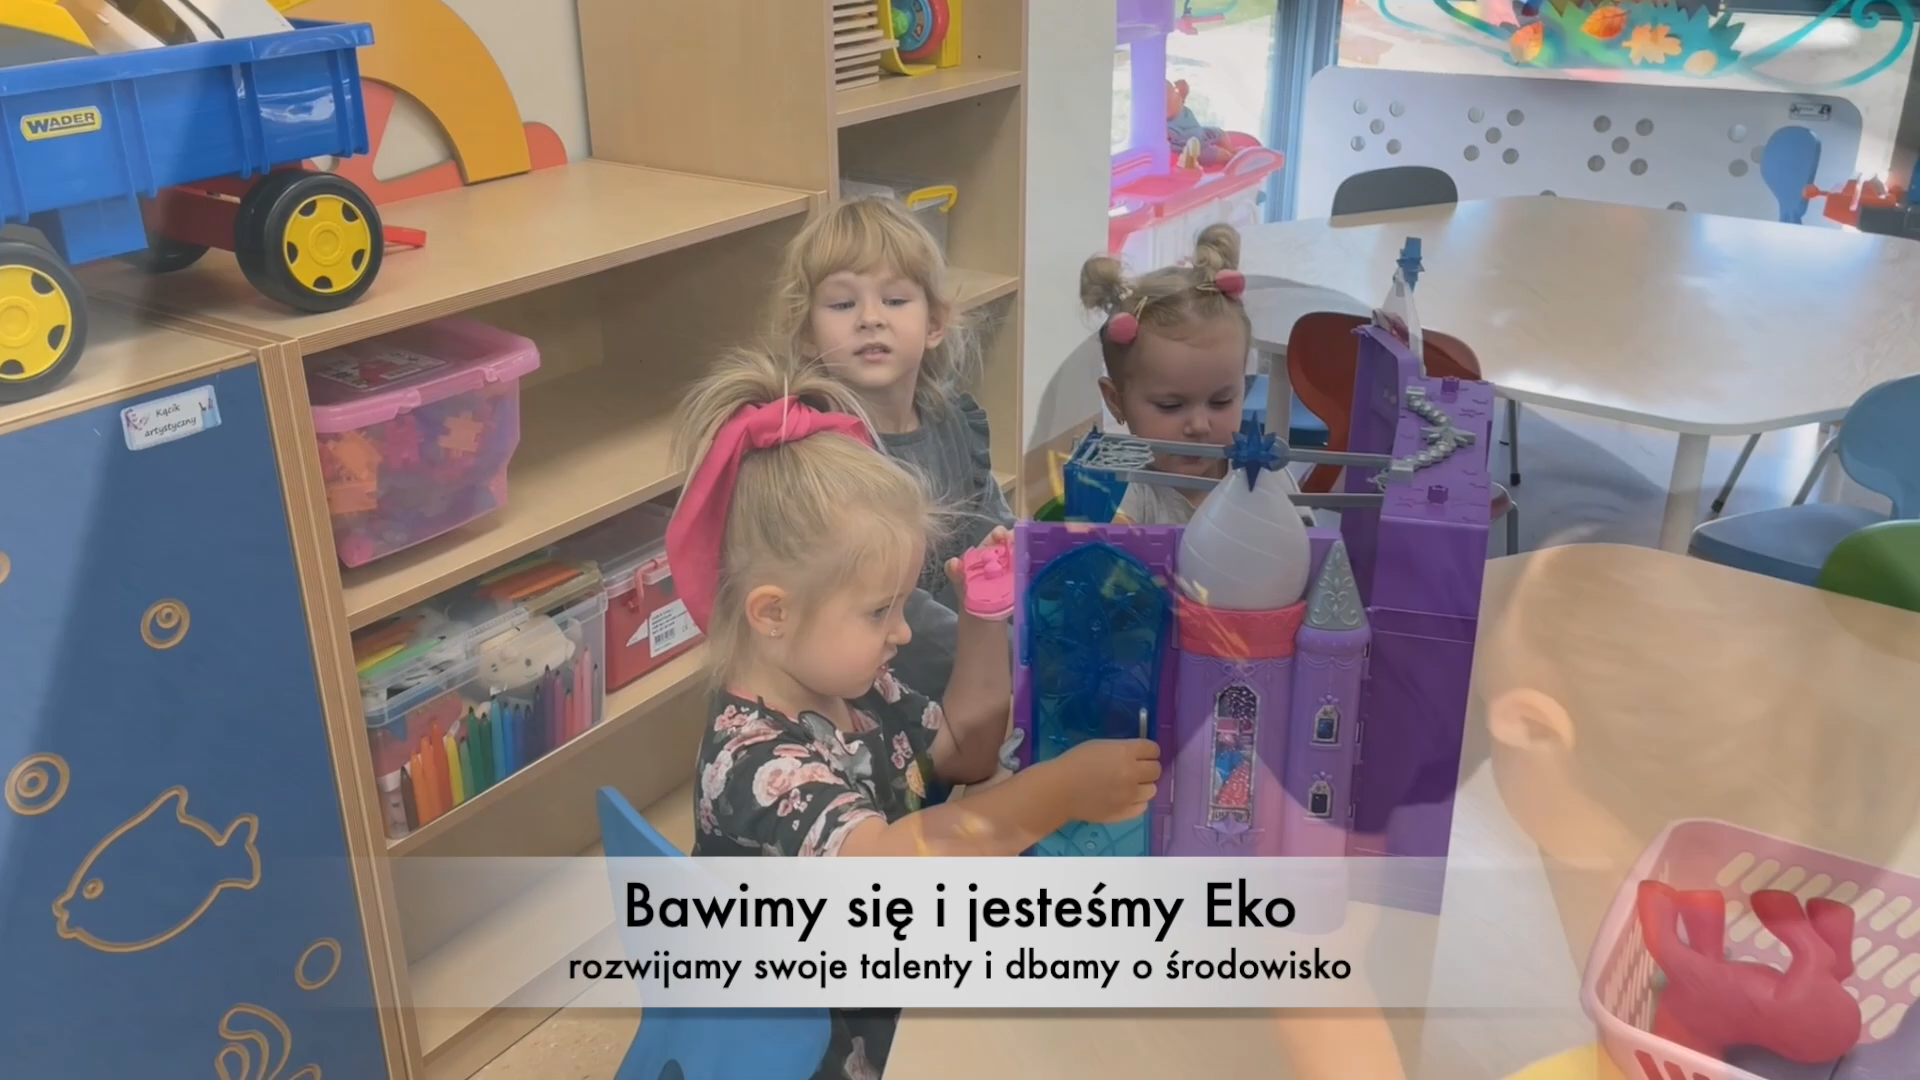 WADER
Kącik
artystyczny
Bawimy się i jesteśmy Eko
rozwijamy swoje talenty i dbamy o środowisko